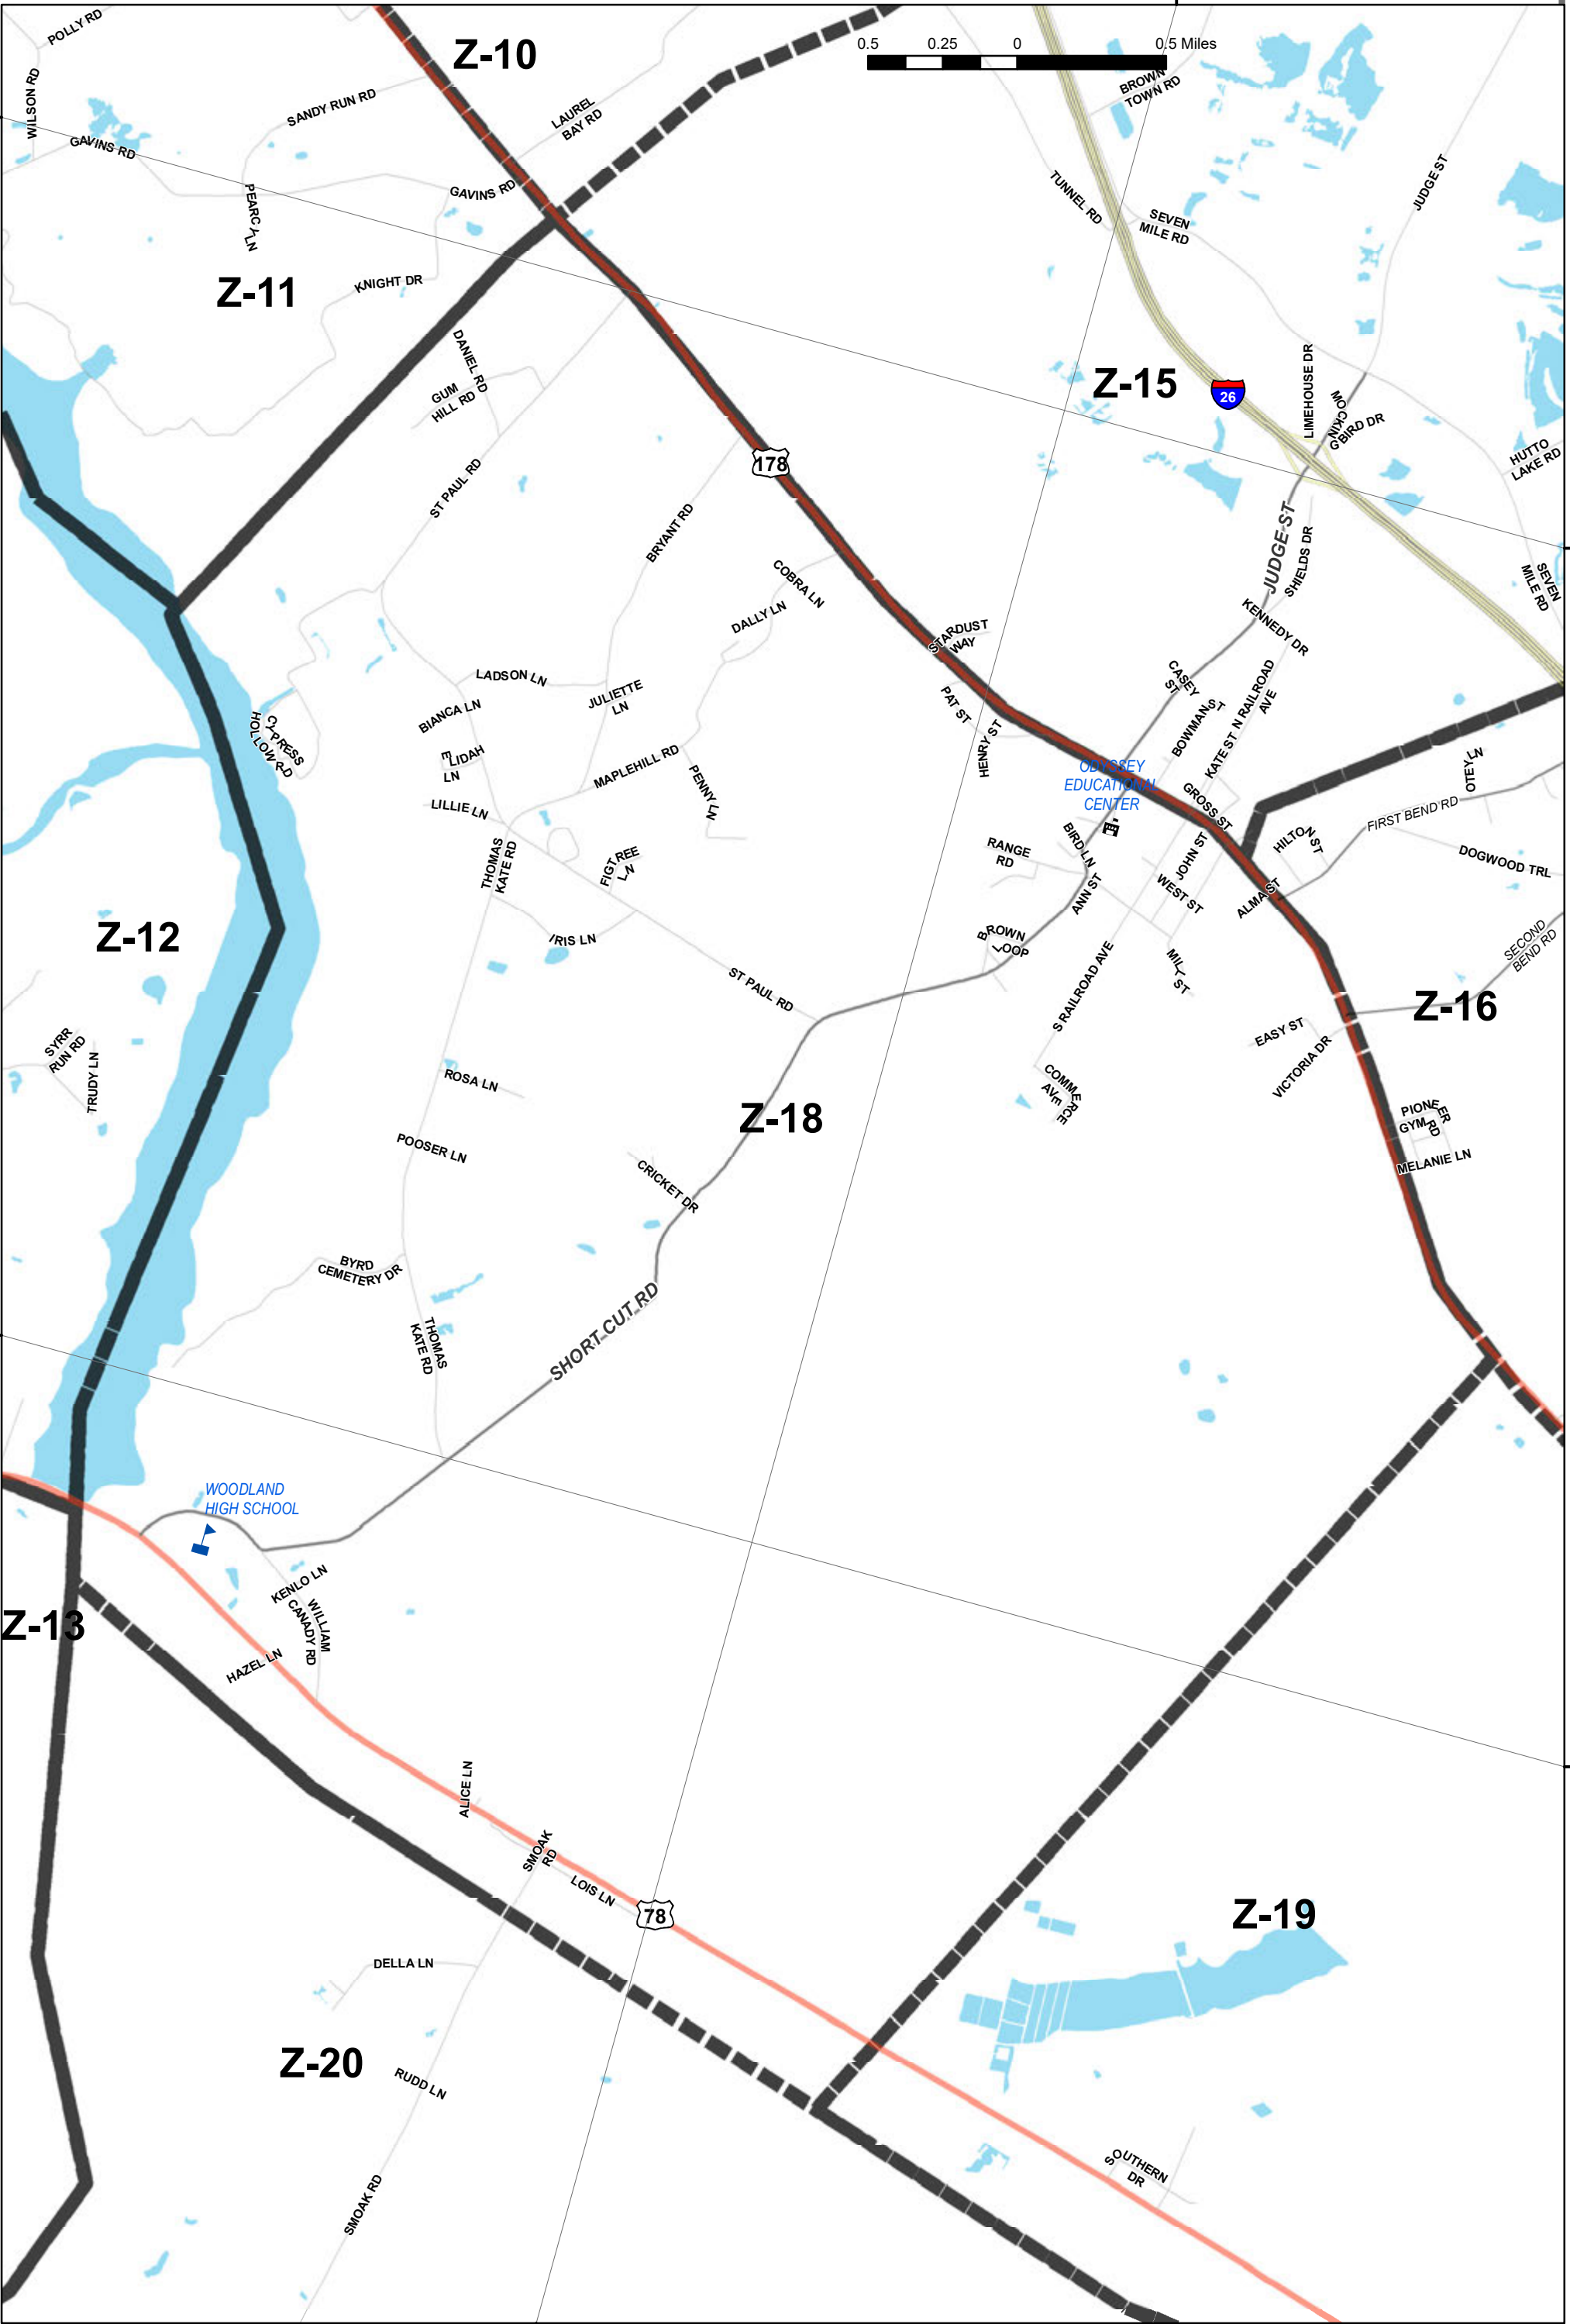 POLLY RD
Z-10
0.5 0.25 0 0.5 Miles
WILSON RD
SANDY RUN RD
LAUREL
BAY RD
BROWN
TOWN RD
GAVINS RD
GAVINS RD
PEARC LN
TUNNEL RD
SEVEN
MILE RD
JUDGE ST
Z-11
KNIGHT DR
DANIEL RD
GUM
HILL RD
Z-15
26
LIMEHOUSE DR
MOCKIN
GBIRD DR
HUTTO
LAKE RD
178
ST PAUL RD
BRYANT RD
JUDGE ST
SHIELDS DR
SEVEN
MILE RD
COBRA LN
DALLY LN
STARDUST
WAY
KENNEDY DR
LADSON LN
JULIETTE
LN
BIANCA LN
PAT ST
CASEY
ST
BOWMAN ST
N RAILROAD
AVE
KATE ST
HENRY ST
CYPRESS
HOLLOW RD
ELIDAH
LN
MAPLEHILL RD
PENNY LN
ODYSSEY
EDUCATIONAL
CENTER
OTEY LN
LILLIE LN
GROSS ST
FIRST BEND RD
HILTON ST
DOGWOOD TRL
THOMAS
KATE RD
FIGTREE
LN
RANGE
RD
BIRD LN
JOHN ST
WEST ST
ANN ST
ALMA ST
Z-12
IRIS LN
BROWN
LOOP
SECOND
BEND RD
ST PAUL RD
S RAILROAD AVE
MILL ST
Z-16
SYRR
RUN RD
TRUDY LN
EASY ST
VICTORIA DR
ROSA LN
COMMERCE
AVE
Z-18
PIONEER
GYM RD
MELANIE LN
POOSER LN
CRICKET DR
BYRD
CEMETERY DR
THOMAS
KATE RD
SHORT CUT RD
WOODLAND
HIGH SCHOOL
KENLO LN
WILLIAM
CANADY RD
Z-13
HAZEL LN
ALICE LN
SMOAK
RD
LOIS LN
78
Z-19
DELLA LN
Z-20
RUDD LN
SOUTHERN
DR
SMOAK RD